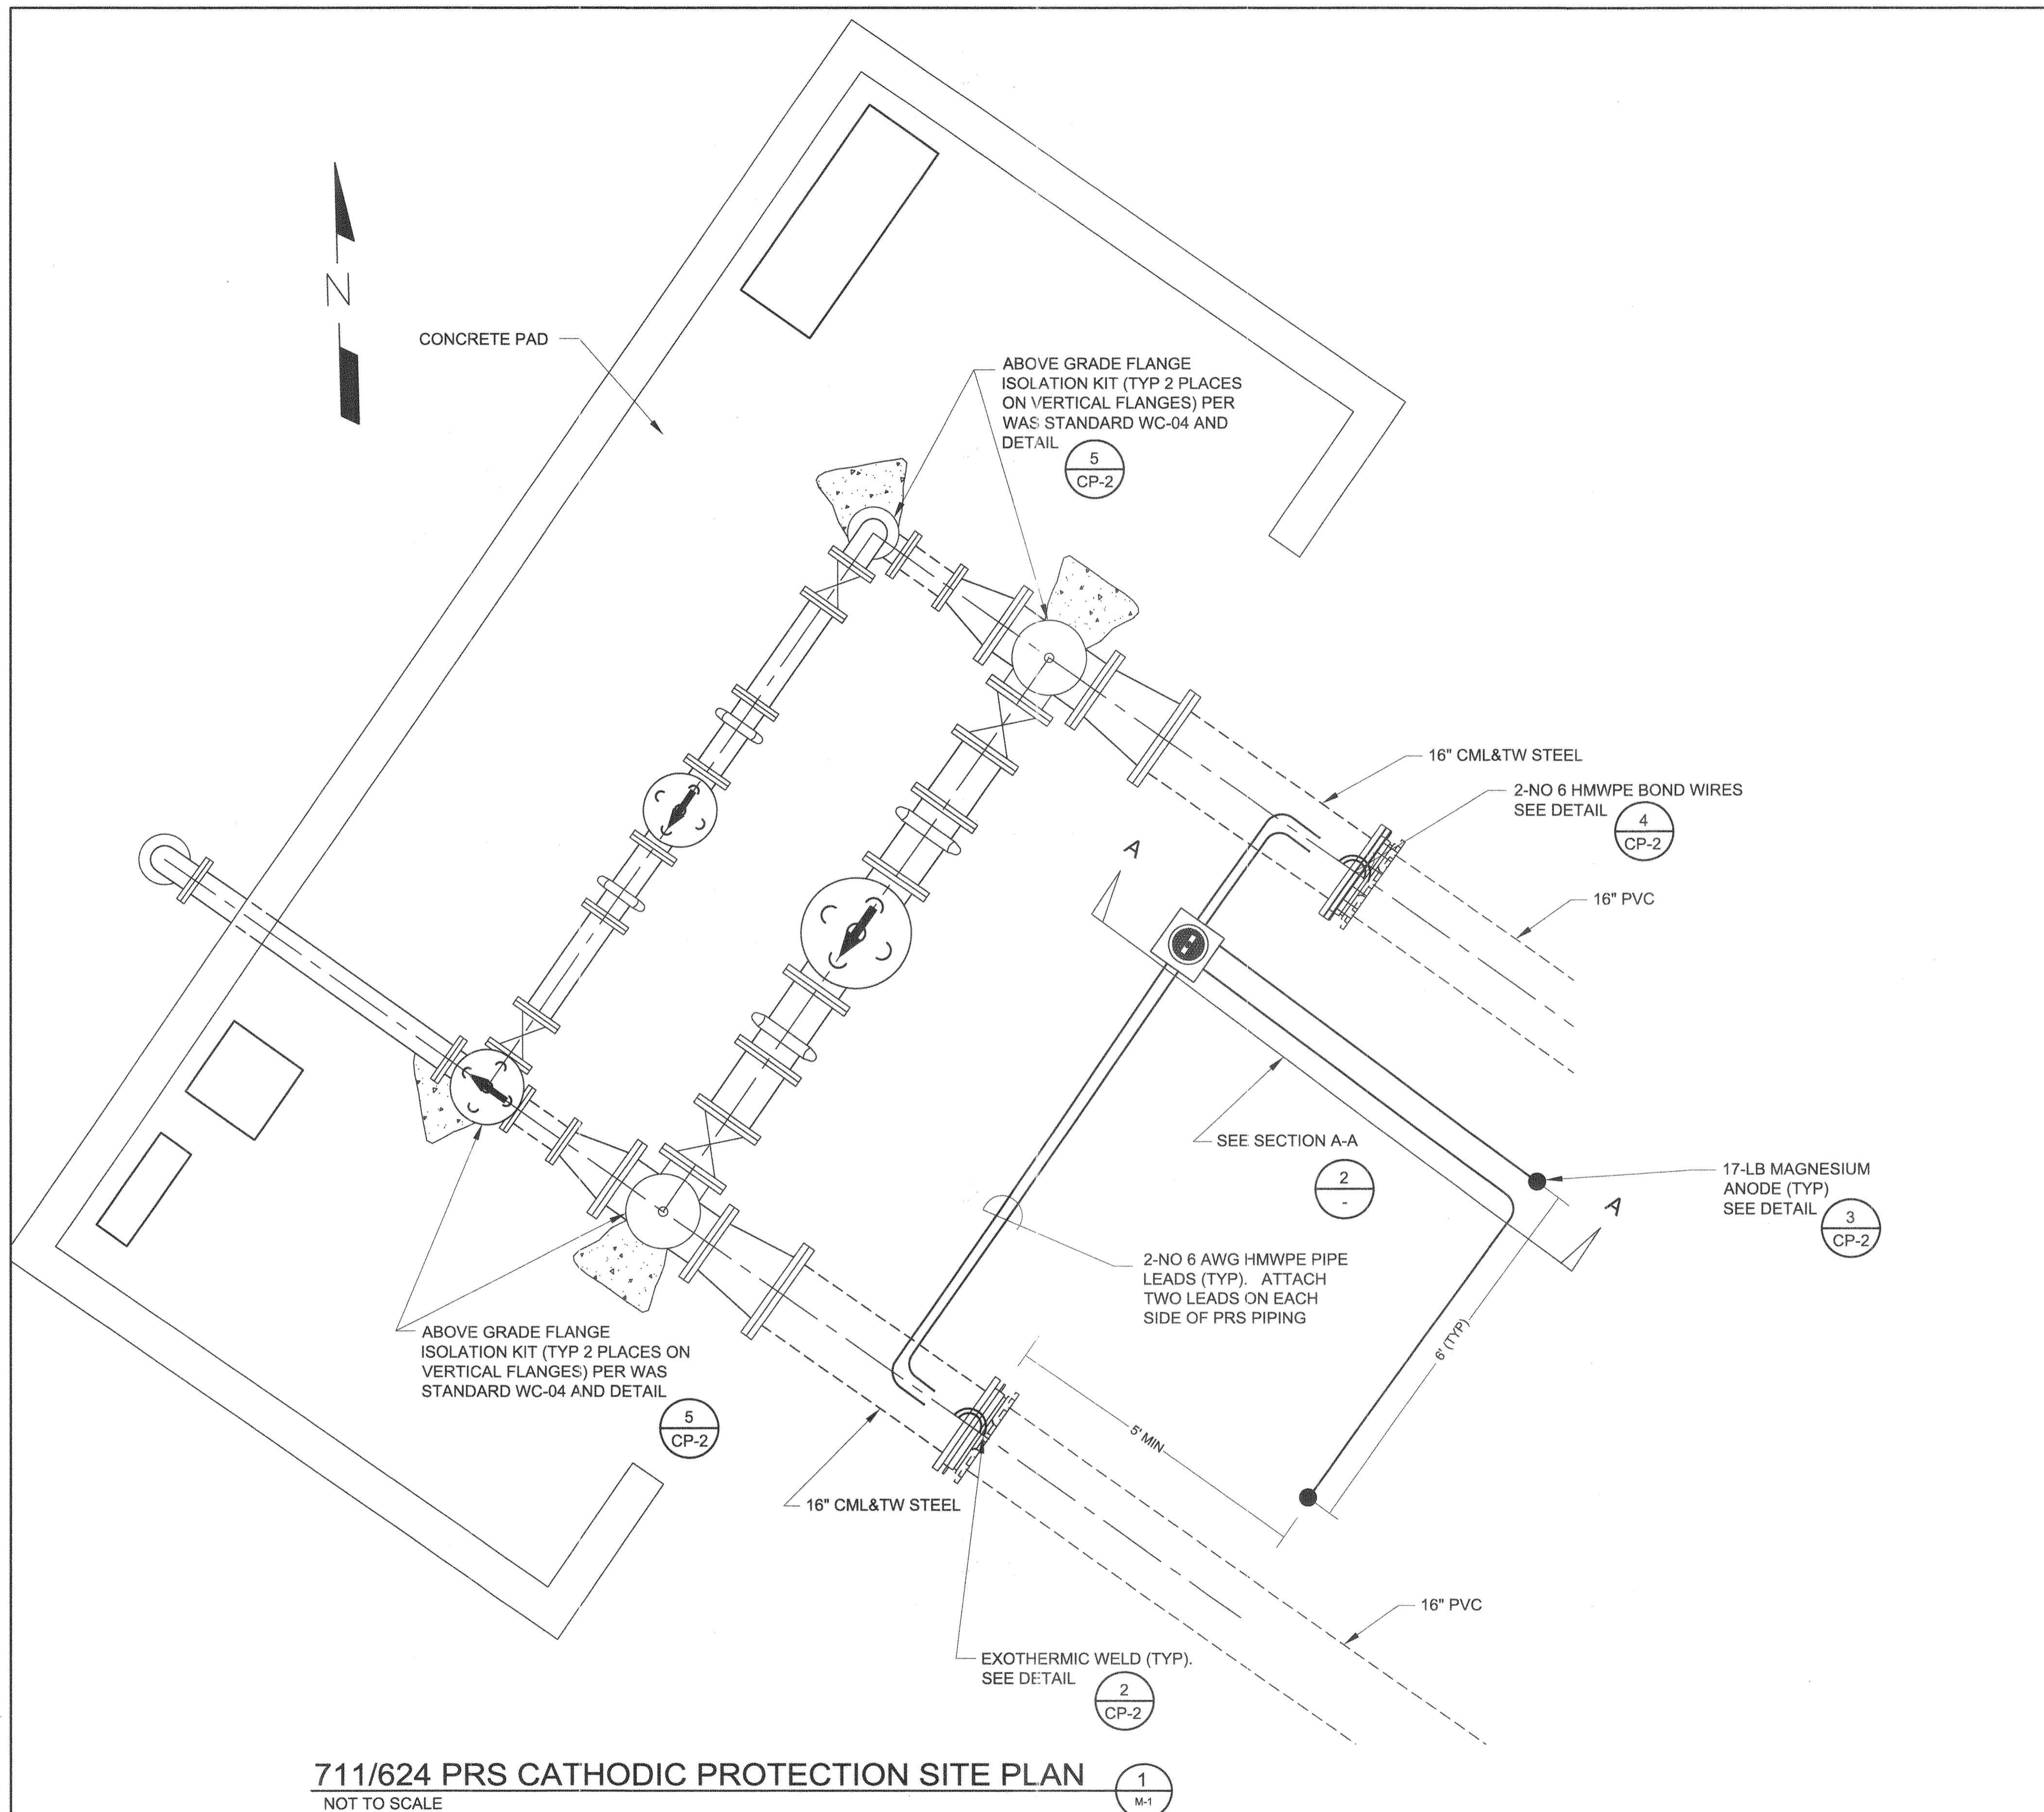 N
CONCRETE PAD
ABOVE GRADE FLANGE
ISOLATION KIT (TYP 2 PLACES
ON VERTICAL FLANGES) PER
WAS STANDARD WC-04 AND
DETAIL
5
CP-2
16" CML&TW STEEL
2-NO 6 HMWPE BOND WIRES
SEE DETAIL
4
CP-2
A
16" PVC
SEE SECTION A-A
2
-
17-LB MAGNESIUM
ANODE (TYP)
SEE DETAIL
3
CP-2
A
2-NO 6 AWG HMWPE PIPE
LEADS (TYP). ATTACH
TWO LEADS ON EACH
SIDE OF PRS PIPING
6' (TYP)
5' MIN
ABOVE GRADE FLANGE
ISOLATION KIT (TYP 2 PLACES ON
VERTICAL FLANGES) PER WAS
STANDARD WC-04 AND DETAIL
5
CP-2
16" CML&TW STEEL
16" PVC
EXOTHERMIC WELD (TYP).
SEE DETAIL
2
CP-2
711/624 PRS CATHODIC PROTECTION SITE PLAN
1
M-1
NOT TO SCALE